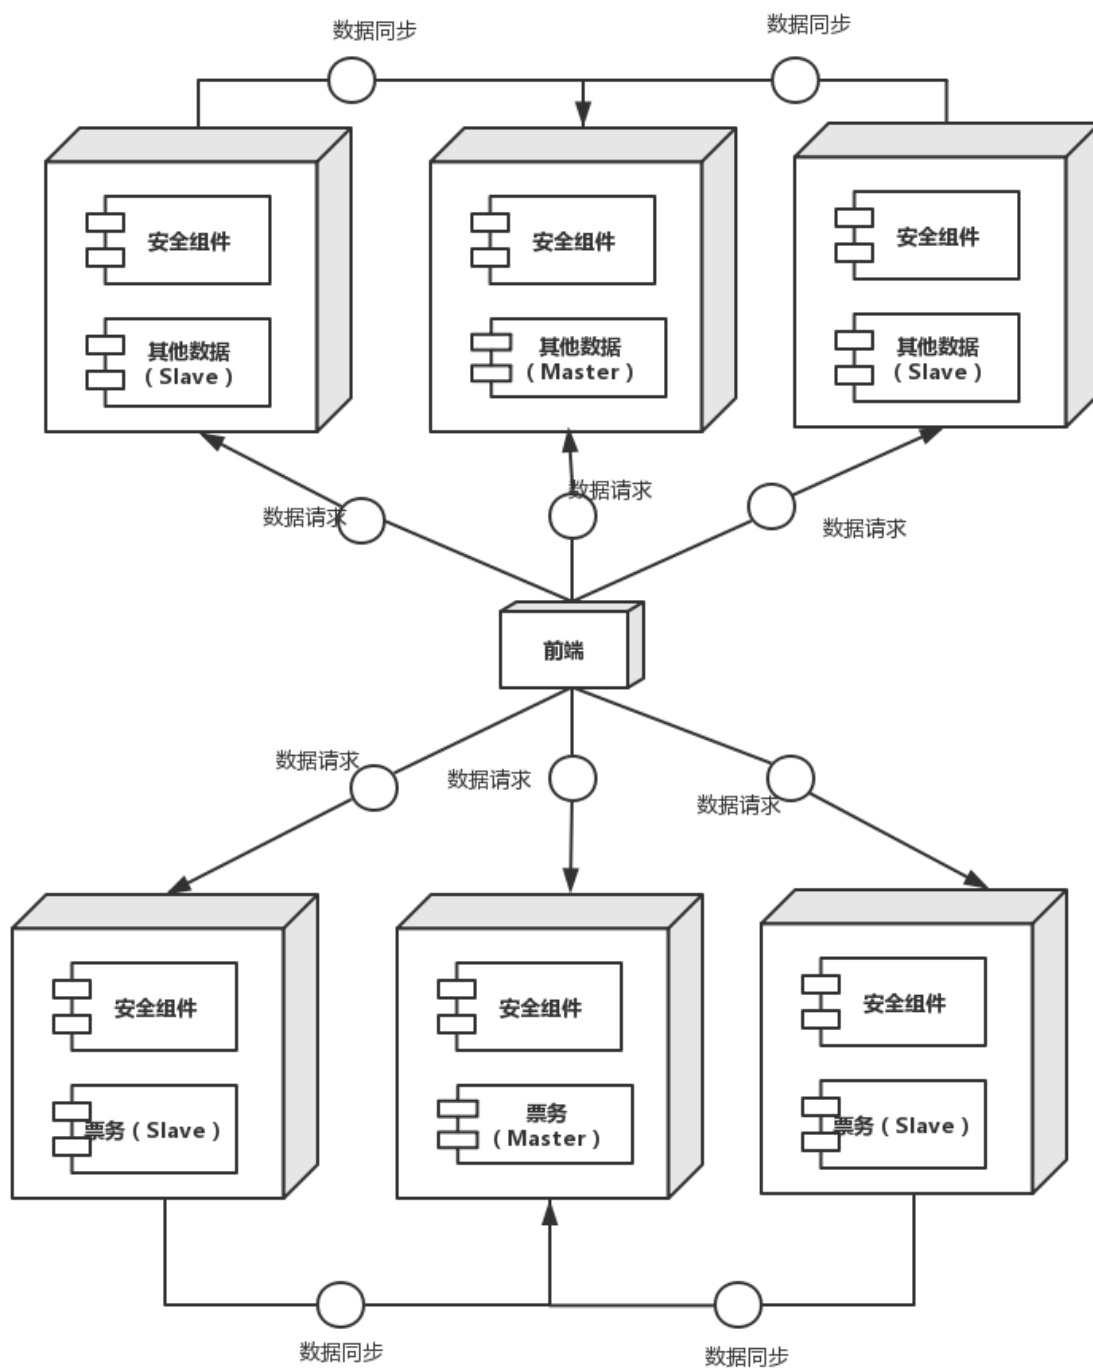 数据同步
数据同步
安全组件
安全组件
安全组件
其他数据
（Slave）
其他数据
（Master）
其他数据
（Slave）
数据请求
数据请求
数据请求
前端
数据请求
数据请求
数据请求
安全组件
安全组件
安全组件
票务（Slave）
票务
（Master）
票务（Slave）
数据同步
数据同步